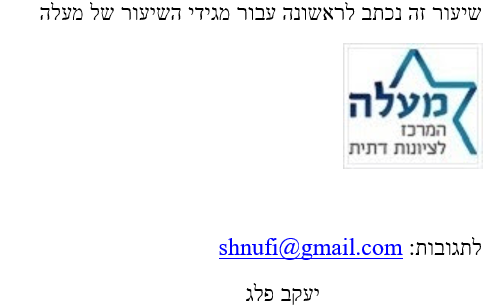 שיעור זה נכתב לראשונה עבור מגידי השיעור של מעלה
מעלה
המרכז
לציונות דתית
לתגובות: shnufi@gmail.com
יעקב פלג